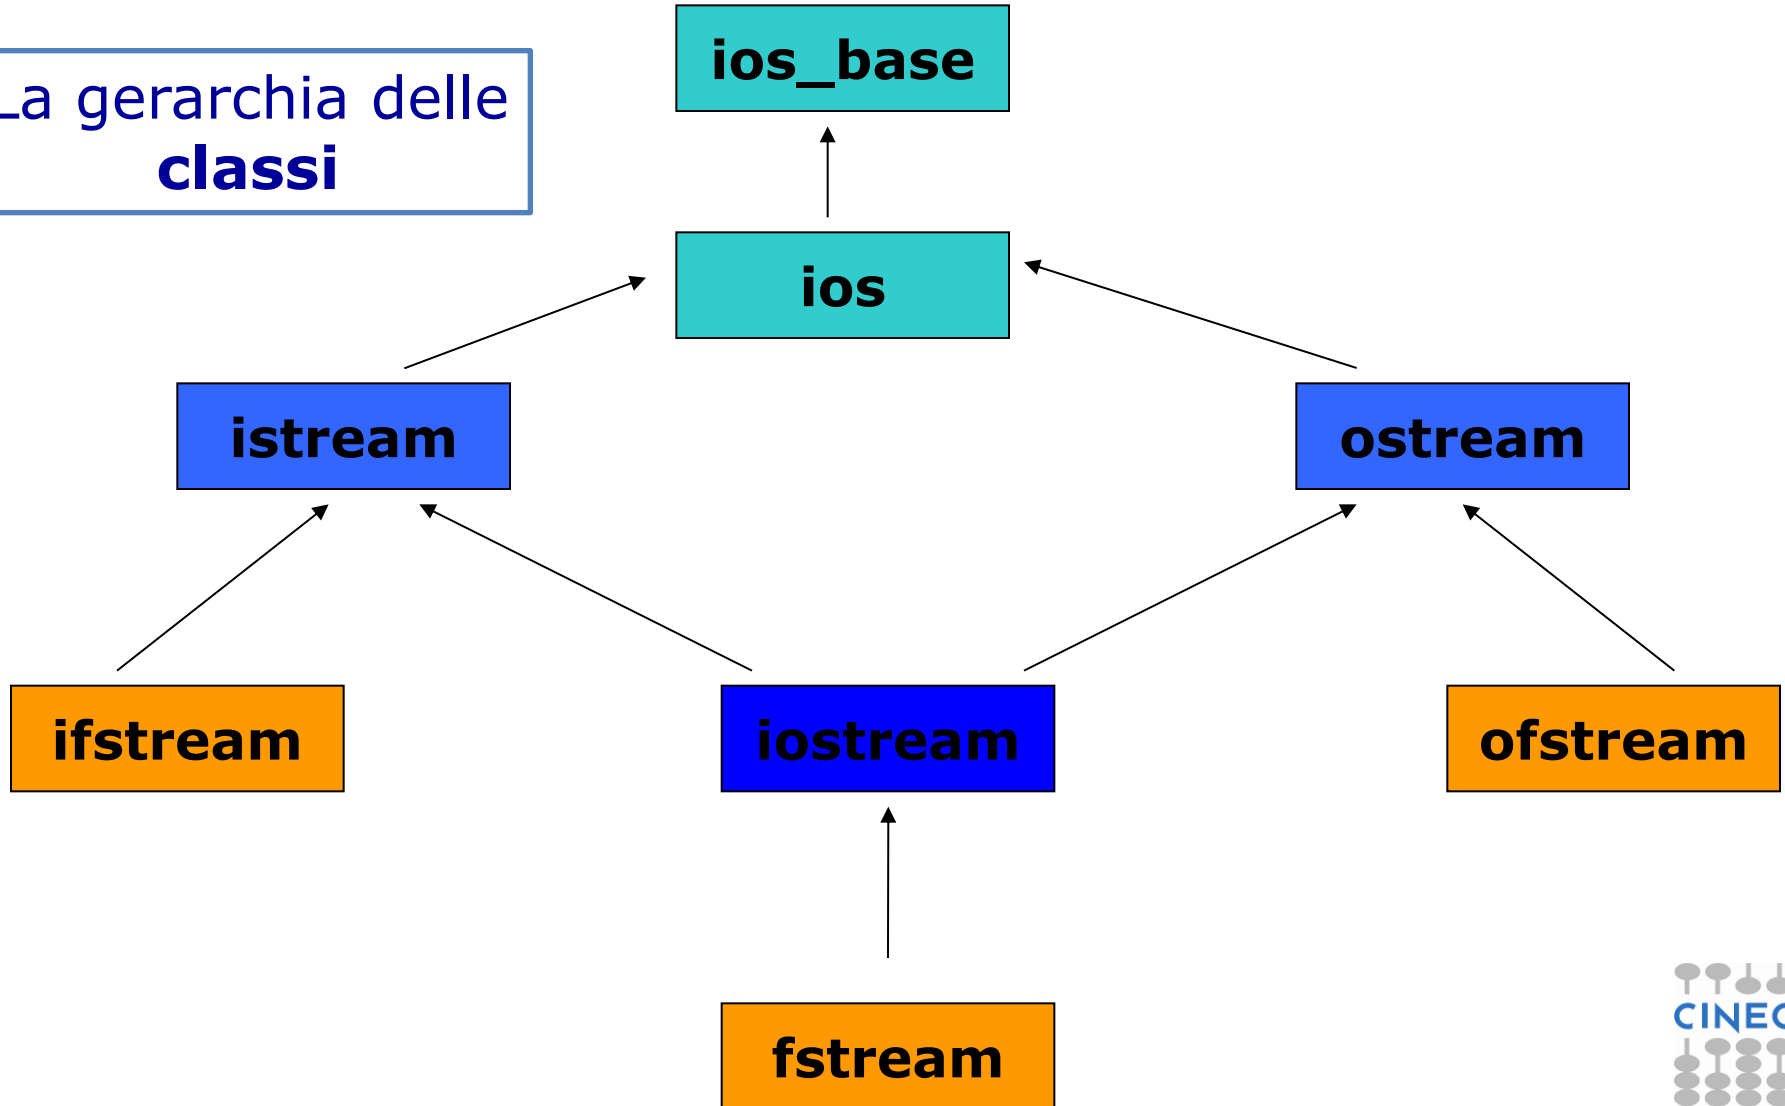 ios_base
La gerarchia delle
classi
ios
istream
ostream
ifstream
iostream
ofstream
fstream